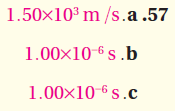 1.50×10³ m /s.a .57
1.00×10⁻⁶ s .b
1.00×10⁻⁶ s.c